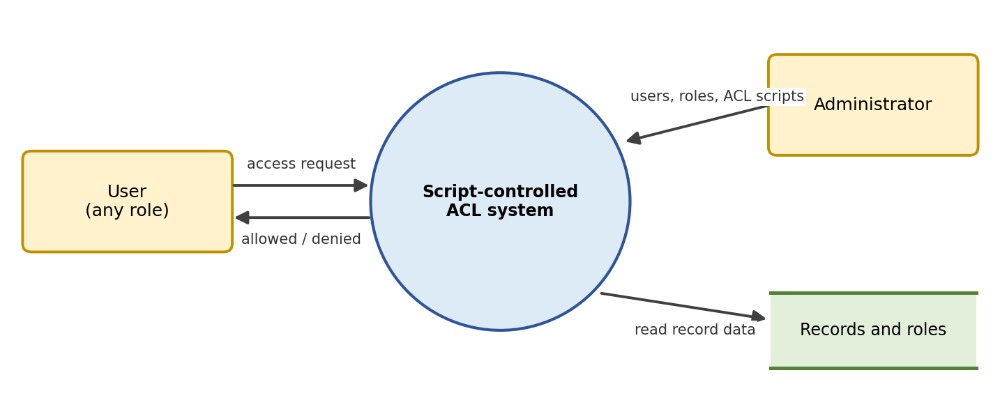 users, roles, ACL scripts
Administrator
User
(any role)
access request
allowed / denied
Script-controlled
ACL system
read record data
Records and roles